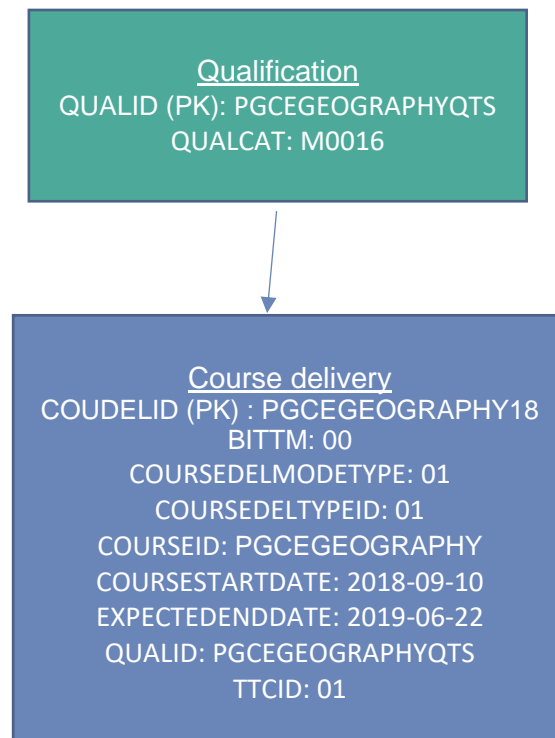 Qualification
QUALID (PK): PGCEGEOGRAPHYQTS
QUALCAT: M0016
Course delivery
COUDELID (PK) : PGCEGEOGRAPHY18
BITTM: 00
COURSEDELMODETYPE: 01
COURSEDELTYPEID: 01
COURSEID: PGCEGEOGRAPHY
COURSESTARTDATE: 2018-09-10
EXPECTEDENDDATE: 2019-06-22
QUALID: PGCEGEOGRAPHYQTS
TTCID: 01